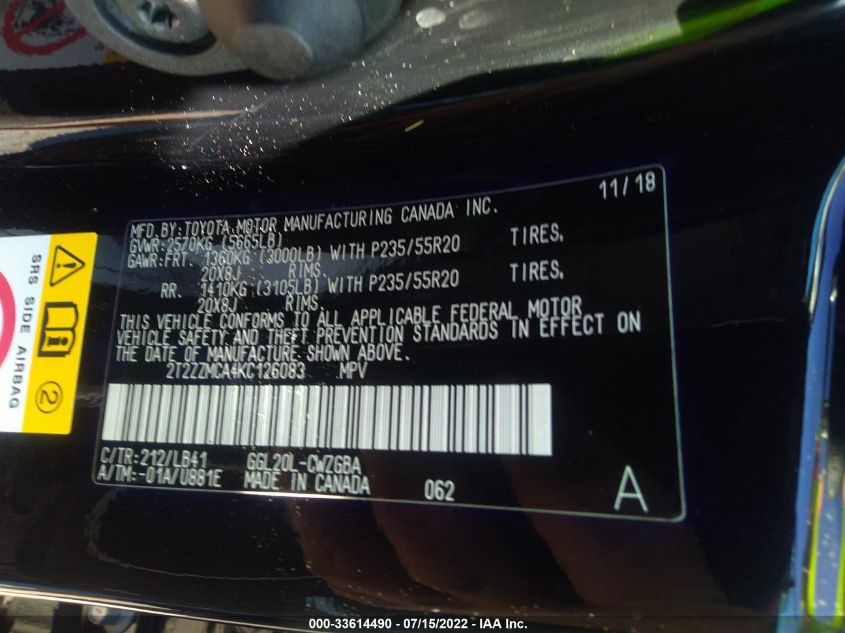 11/18
MFD.BY:TOYOTA MOTOR MANUFACTURING CANADA INC.
GVWR:2570KG (5665LB)
GAWR:FRT. 1360KG (3000LB) WITH P235/55R20 TIRES,
20X8J RIMS.
RR. 1410KG (3105LB) WITH P235/55R20 TIRES,
20X8J RIMS.
THIS VEHICLE CONFORMS TO ALL APPLICABLE FEDERAL MOTOR
VEHICLE SAFETY AND THEFT PREVENTION STANDARDS IN EFFECT ON
THE DATE OF MANUFACTURE SHOWN ABOVE.
2T2ZZMCA4KC126083 MPV
C/TR:212/LB41 GGL20L-CWZGBA
A/TM:-01A/U881E MADE IN CANADA 062
A
SRS SIDE AIRBAG
2
000-33614490 - 07/15/2022 - IAA Inc.